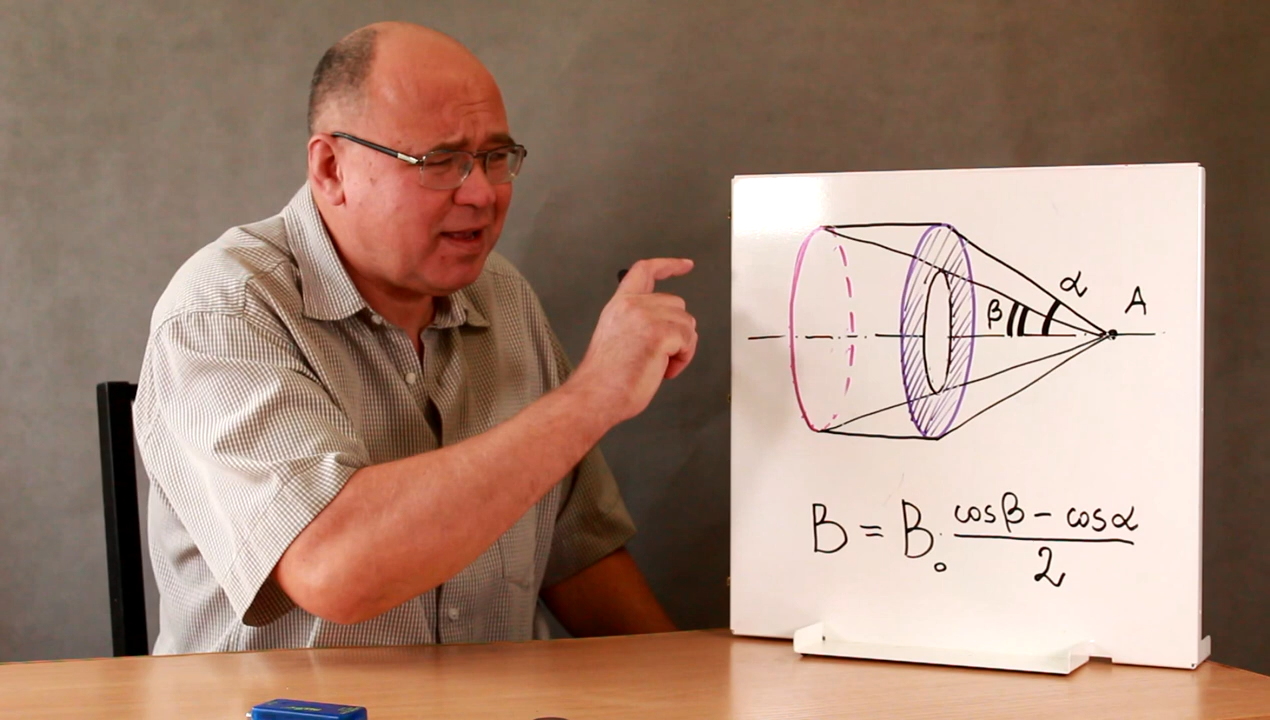 α A
β
B = B₀ (cosβ - cosα) / 2